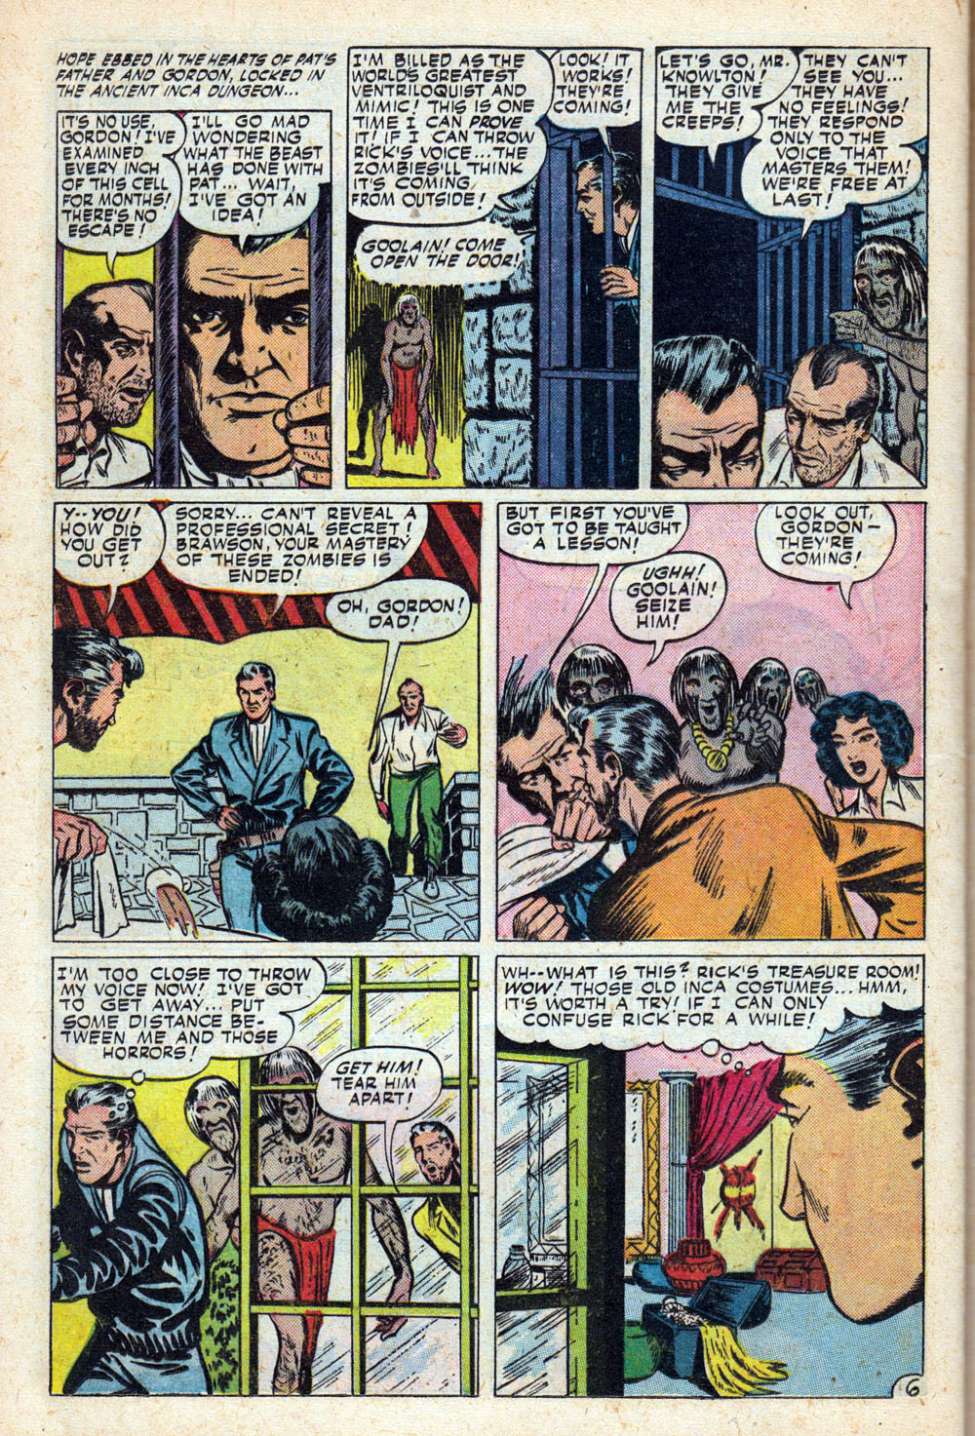 HOPE EBBED IN THE HEARTS OF PAT'S
FATHER AND GORDON, LOCKED IN
THE ANCIENT INCA DUNGEON...
IT'S NO USE,
GORDON! I'VE
EXAMINED
EVERY INCH
OF THIS CELL
FOR MONTHS!
THERE'S NO
ESCAPE!
I'LL GO MAD
WONDERING
WHAT THE BEAST
HAS DONE WITH
PAT... WAIT,
I'VE GOT AN
IDEA!
I'M BILLED AS THE
WORLD'S GREATEST
VENTRILOQUIST AND
MIMIC! THIS IS ONE
TIME I CAN PROVE
IT! IF I CAN THROW
RICK'S VOICE... THE
ZOMBIES'LL THINK
IT'S COMING
FROM OUTSIDE!
LOOK! IT
WORKS!
THEY'RE
COMING!
GOOLAIN! COME
OPEN THE DOOR!
LET'S GO, MR.
KNOWLTON!
THEY GIVE
ME THE
CREEPS!
THEY CAN'T
SEE YOU...
THEY HAVE
NO FEELINGS!
THEY RESPOND
ONLY TO THE
VOICE THAT
MASTERS THEM!
WE'RE FREE AT
LAST!
Y--YOU!
HOW DID
YOU GET
OUT?
SORRY... CAN'T REVEAL A
PROFESSIONAL SECRET!
BRAWSON, YOUR MASTERY
OF THESE ZOMBIES IS
ENDED!
OH, GORDON!
DAD!
BUT FIRST YOU'VE
GOT TO BE TAUGHT
A LESSON!
UGHH!
GOOLAIN!
SEIZE
HIM!
LOOK OUT,
GORDON—
THEY'RE
COMING!
I'M TOO CLOSE TO THROW
MY VOICE NOW! I'VE GOT
TO GET AWAY... PUT
SOME DISTANCE BE-
TWEEN ME AND THOSE
HORRORS!
GET HIM!
TEAR HIM
APART!
WH--WHAT IS THIS? RICK'S TREASURE ROOM!
WOW! THOSE OLD INCA COSTUMES... HMM,
IT'S WORTH A TRY! IF I CAN ONLY
CONFUSE RICK FOR A WHILE!
6